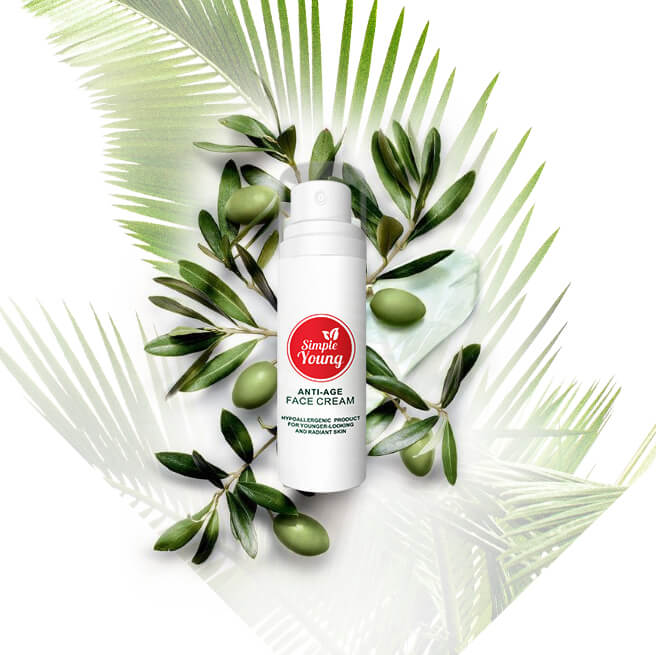 Simple
Young
ANTI-AGE
FACE CREAM
HYPOALLERGENIC PRODUCT
FOR YOUNGER-LOOKING
AND RADIANT SKIN